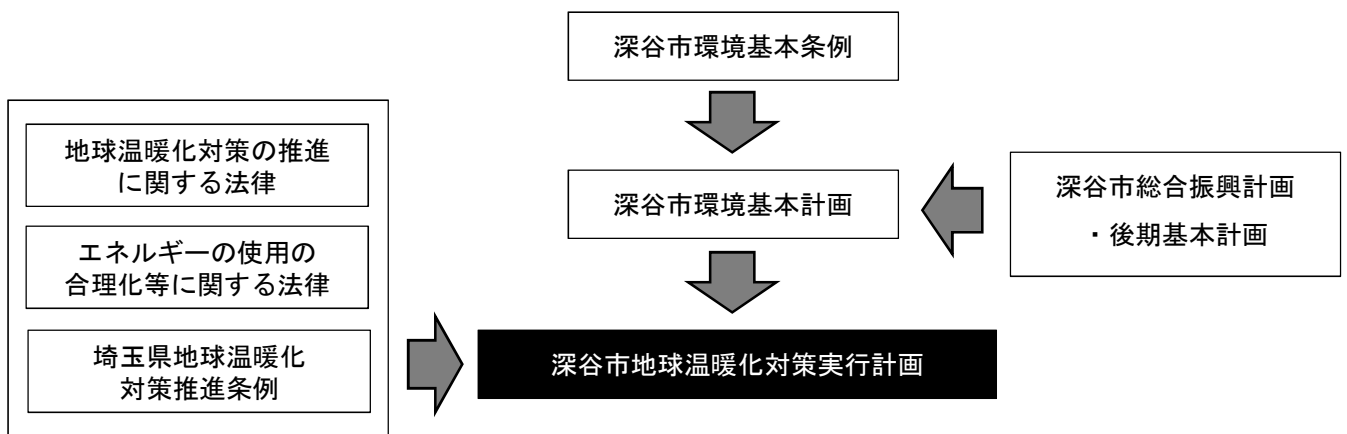 深谷市環境基本条例
地球温暖化対策の推進
に関する法律
エネルギーの使用の
合理化等に関する法律
埼玉県地球温暖化
対策推進条例
深谷市環境基本計画
深谷市総合振興計画
・後期基本計画
深谷市地球温暖化対策実行計画